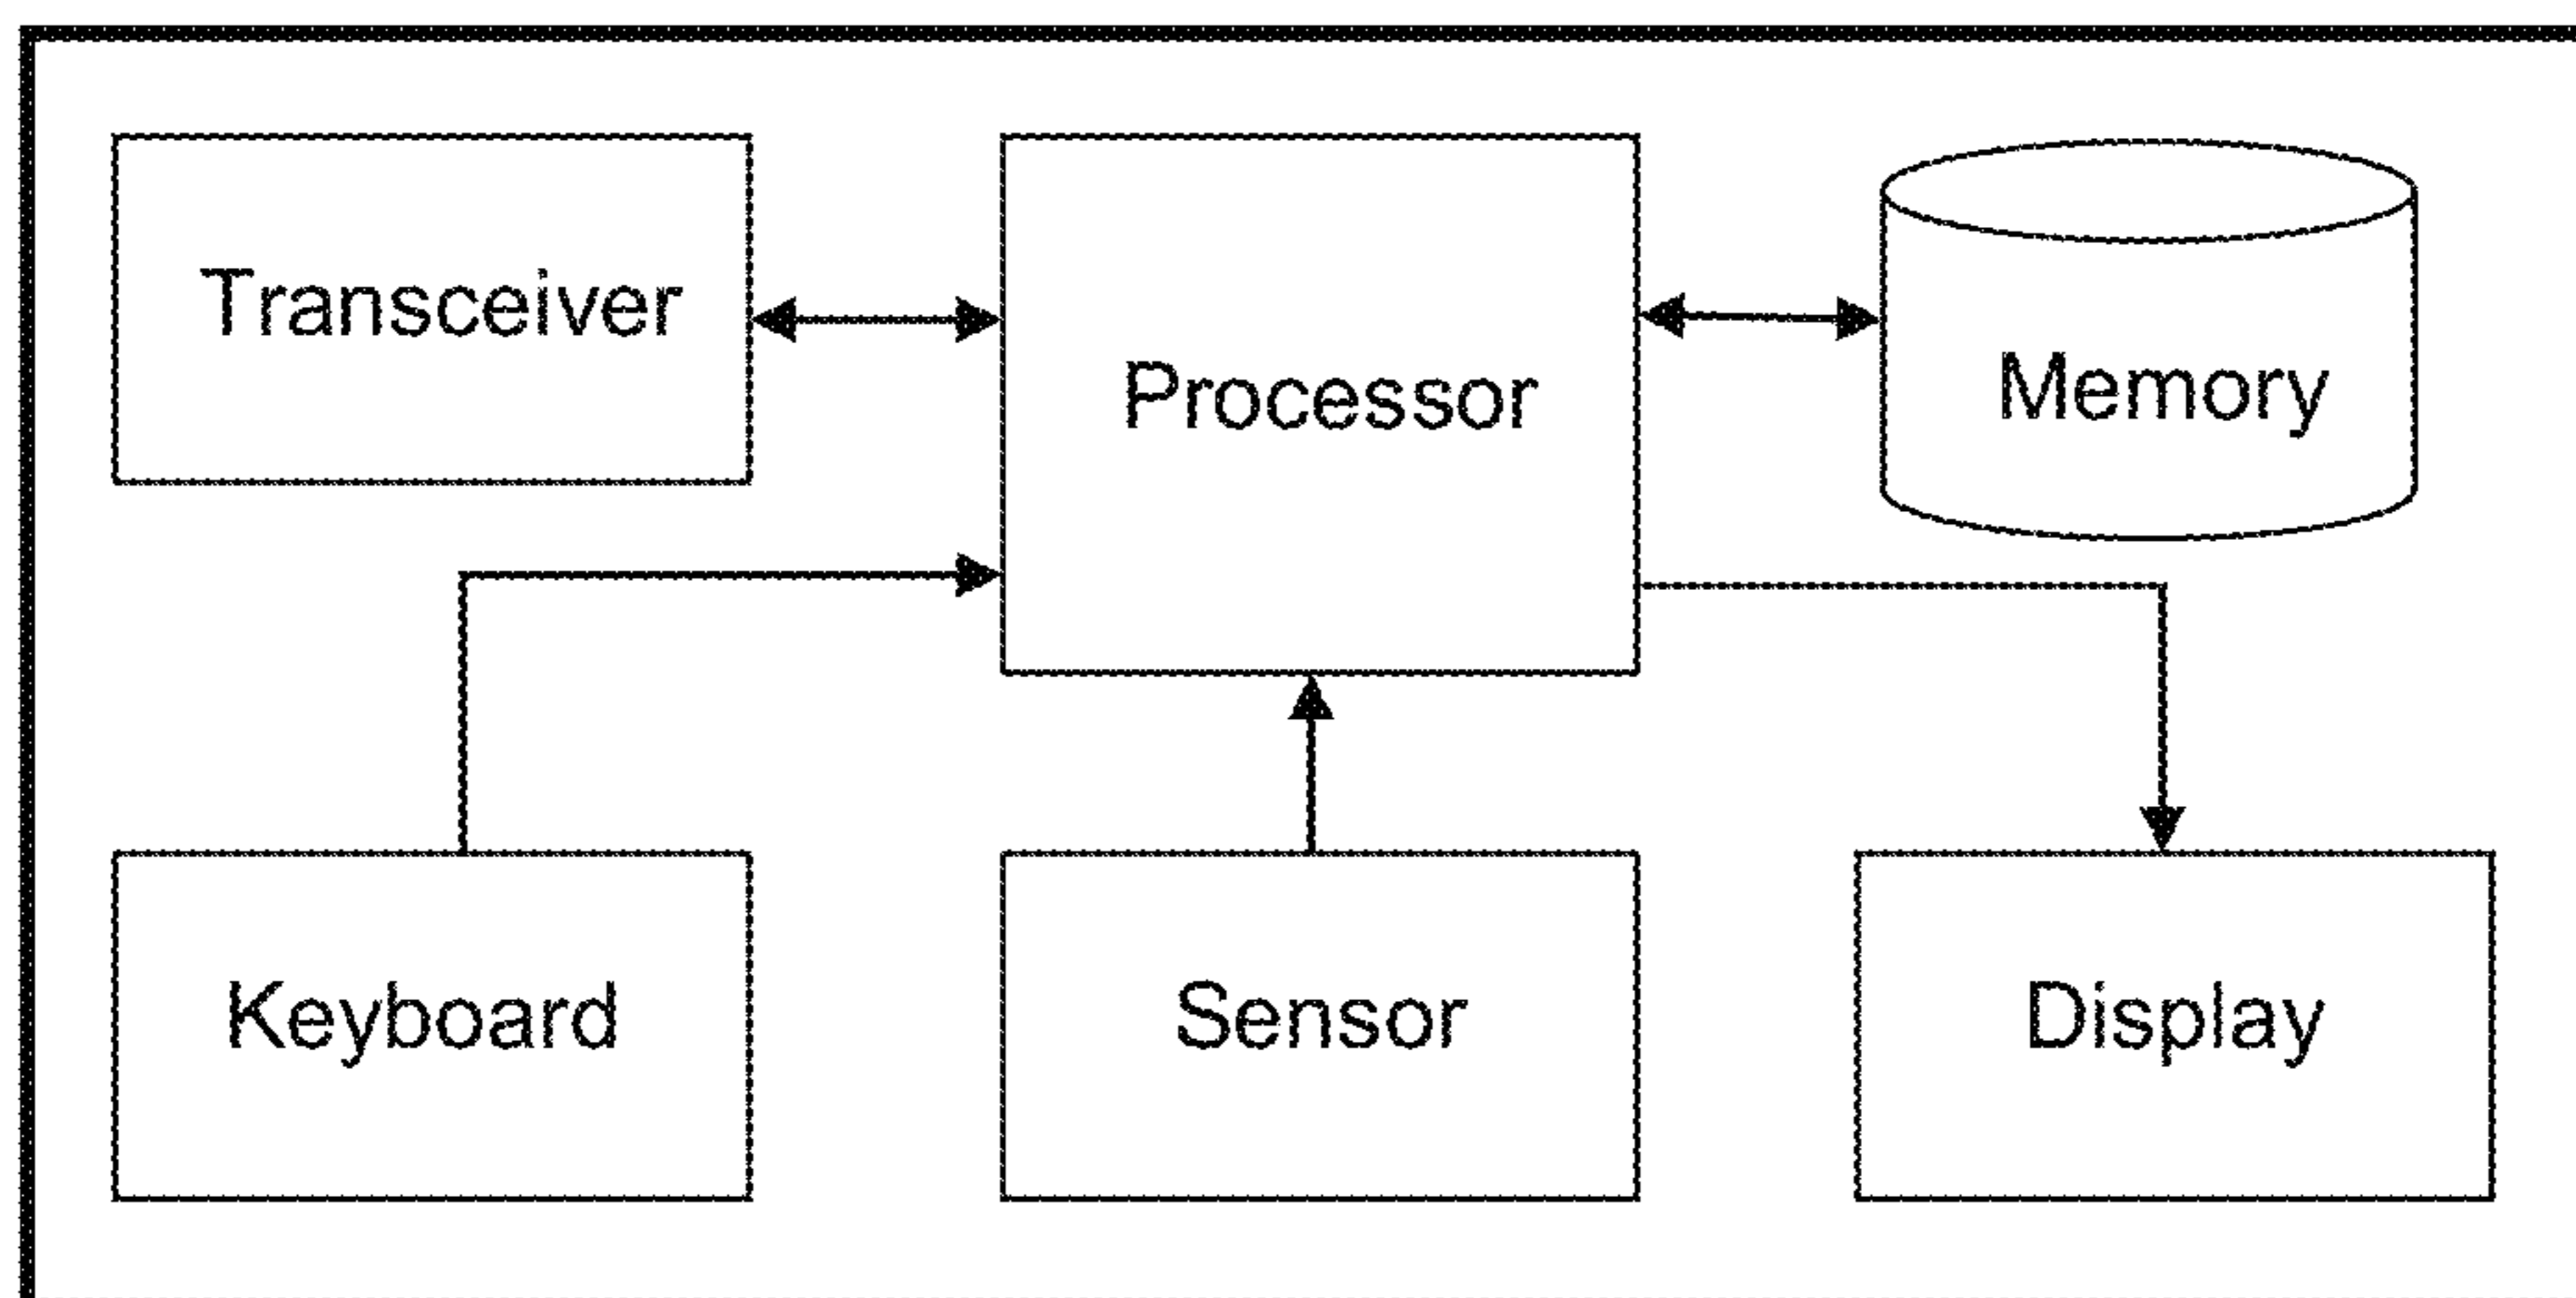 Transceiver
Processor
Memory
Keyboard
Sensor
Display